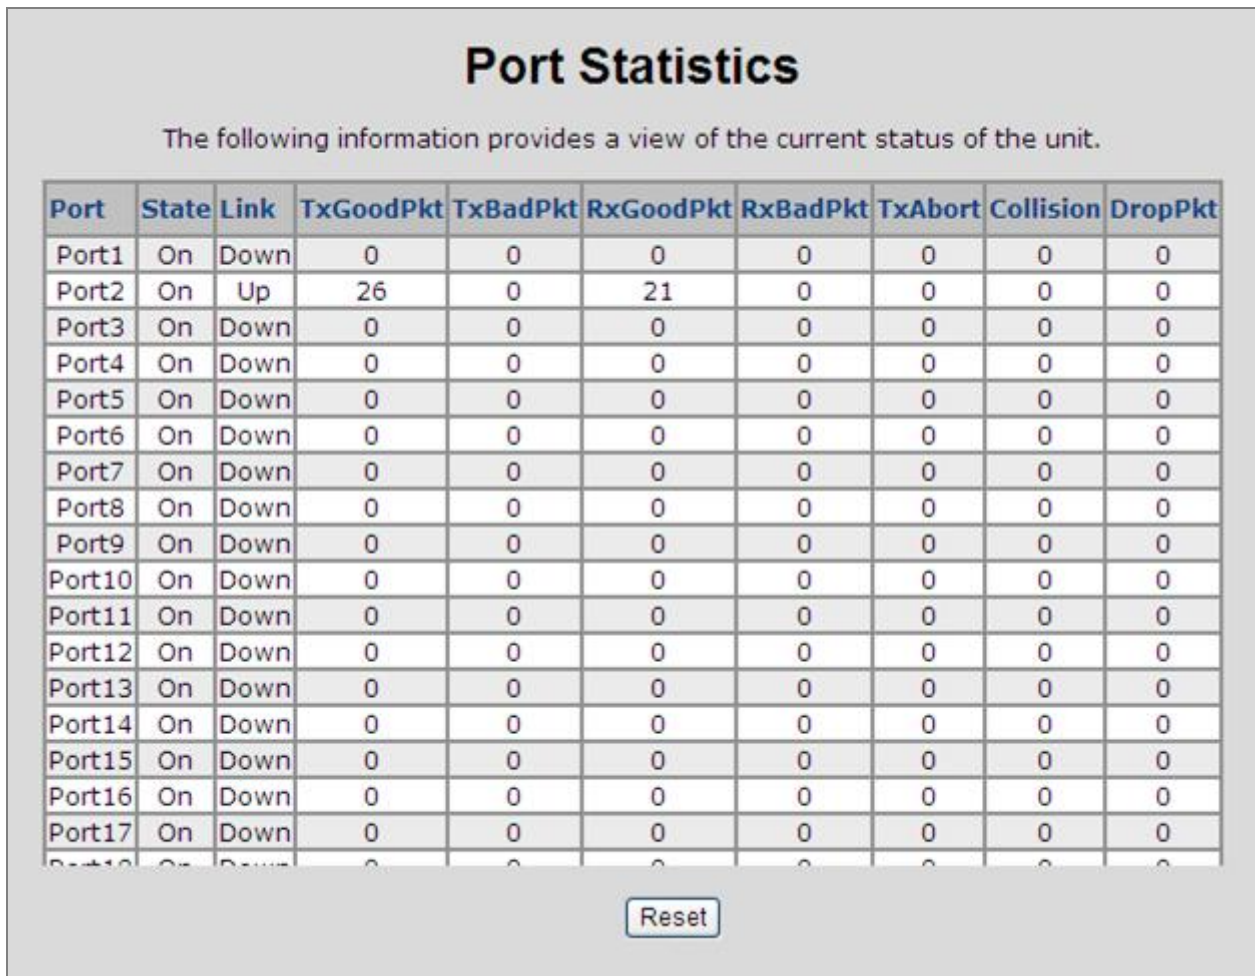 Port Statistics
The following information provides a view of the current status of the unit.
Port State Link TxGoodPkt TxBadPkt RxGoodPkt RxBadPkt TxAbort Collision DropPkt
Port1 On Down 0 0 0 0 0 0 0
Port2 On Up 26 0 21 0 0 0 0
Port3 On Down 0 0 0 0 0 0 0
Port4 On Down 0 0 0 0 0 0 0
Port5 On Down 0 0 0 0 0 0 0
Port6 On Down 0 0 0 0 0 0 0
Port7 On Down 0 0 0 0 0 0 0
Port8 On Down 0 0 0 0 0 0 0
Port9 On Down 0 0 0 0 0 0 0
Port10 On Down 0 0 0 0 0 0 0
Port11 On Down 0 0 0 0 0 0 0
Port12 On Down 0 0 0 0 0 0 0
Port13 On Down 0 0 0 0 0 0 0
Port14 On Down 0 0 0 0 0 0 0
Port15 On Down 0 0 0 0 0 0 0
Port16 On Down 0 0 0 0 0 0 0
Port17 On Down 0 0 0 0 0 0 0
Reset